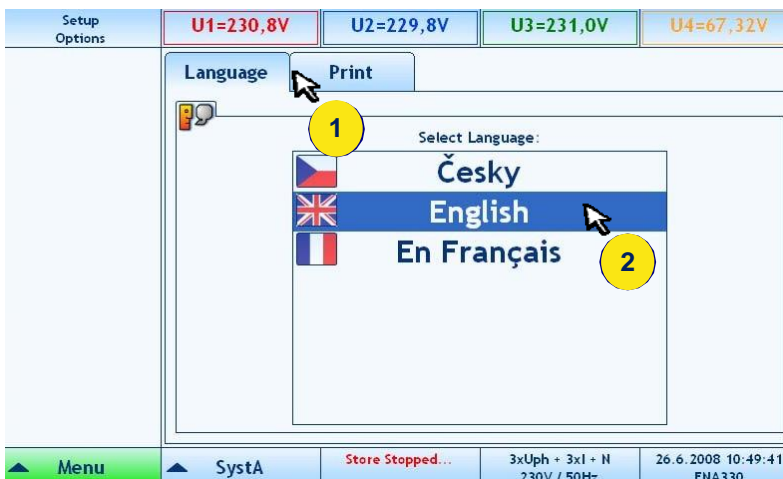 Setup
Options
U1=230,8V
U2=229,8V
U3=231,0V
U4=67,32V
Language
Print
1
Select Language:
Česky
English
En Français
2
Menu
SystA
Store Stopped...
3xUph + 3xI + N
230V / 50Hz
26.6.2008 10:49:41
ENA330